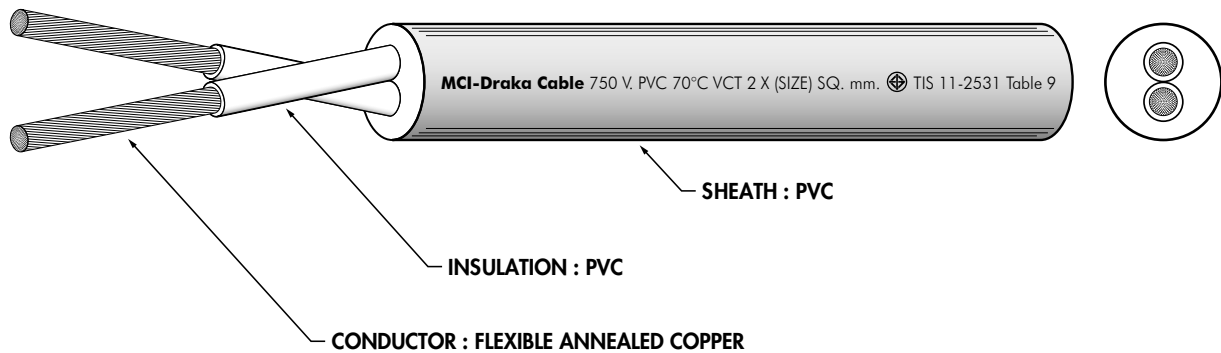 MCI-Draka Cable 750 V. PVC 70°C VCT 2 X (SIZE) SQ. mm. TIS 11-2531 Table 9
SHEATH : PVC
INSULATION : PVC
CONDUCTOR : FLEXIBLE ANNEALED COPPER